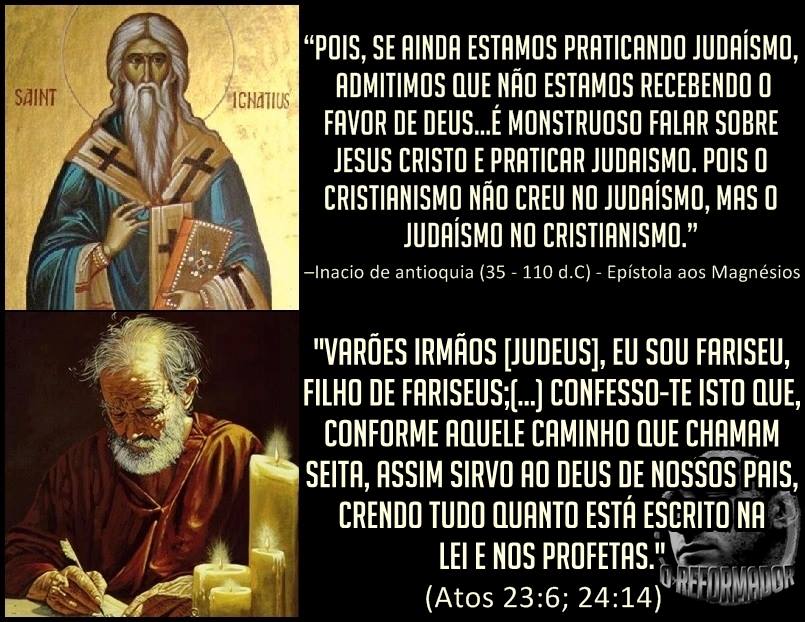 SAINT IGNATIUS
“POIS, SE AINDA ESTAMOS PRATICANDO JUDAÍSMO,
ADMITIMOS QUE NÃO ESTAMOS RECEBENDO O
FAVOR DE DEUS...É MONSTRUOSO FALAR SOBRE
JESUS CRISTO E PRATICAR JUDAISMO. POIS O
CRISTIANISMO NÃO CREU NO JUDAÍSMO, MAS O
JUDAÍSMO NO CRISTIANISMO.”
–Inacio de antioquia (35 - 110 d.C) - Epístola aos Magnésios
"VARÕES IRMÃOS [JUDEUS], EU SOU FARISEU,
FILHO DE FARISEUS;(...) CONFESSO-TE ISTO QUE,
CONFORME AQUELE CAMINHO QUE CHAMAM
SEITA, ASSIM SIRVO AO DEUS DE NOSSOS PAIS,
CRENDO TUDO QUANTO ESTÁ ESCRITO NA
LEI E NOS PROFETAS."
(Atos 23:6; 24:14)
O REFORMADOR